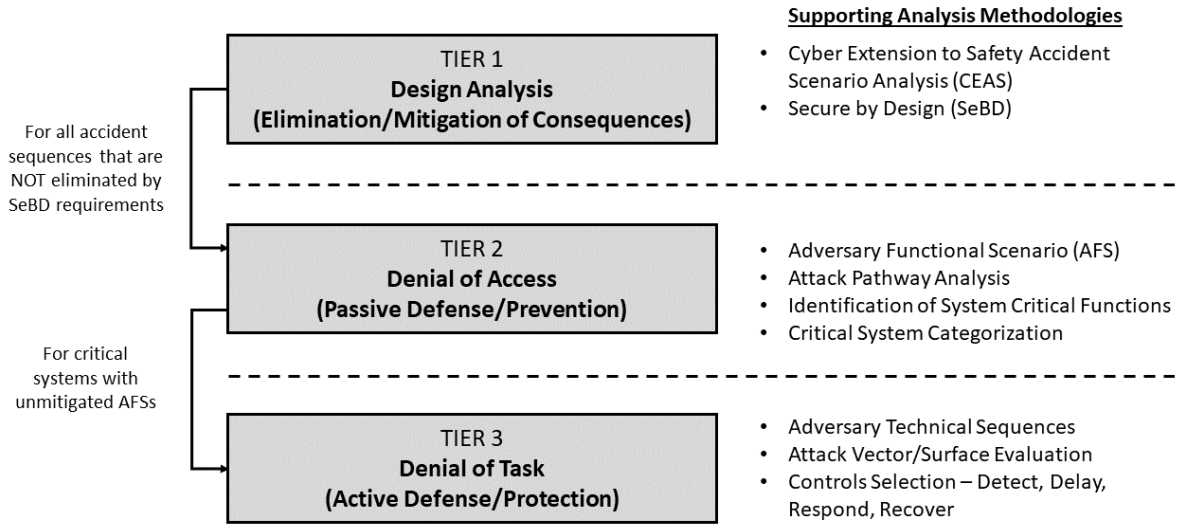 Supporting Analysis Methodologies
TIER 1
Design Analysis
(Elimination/Mitigation of Consequences)
• Cyber Extension to Safety Accident
Scenario Analysis (CEAS)
• Secure by Design (SeBD)
For all accident
sequences that are
NOT eliminated by
SeBD requirements
TIER 2
Denial of Access
(Passive Defense/Prevention)
• Adversary Functional Scenario (AFS)
• Attack Pathway Analysis
• Identification of System Critical Functions
• Critical System Categorization
For critical
systems with
unmitigated AFSs
TIER 3
Denial of Task
(Active Defense/Protection)
• Adversary Technical Sequences
• Attack Vector/Surface Evaluation
• Controls Selection – Detect, Delay,
Respond, Recover